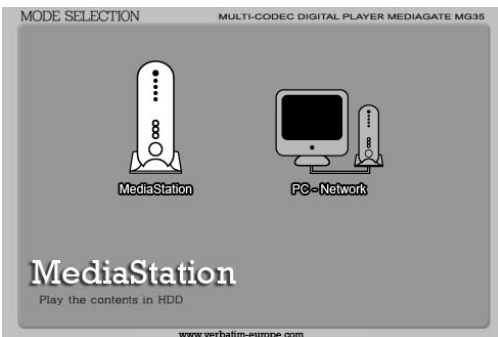 MODE SELECTION
MULTI-CODEC DIGITAL PLAYER MEDIAGATE MG35
MediaStation
PC - Network
MediaStation
Play the contents in HDD
www.verbatim-europe.com